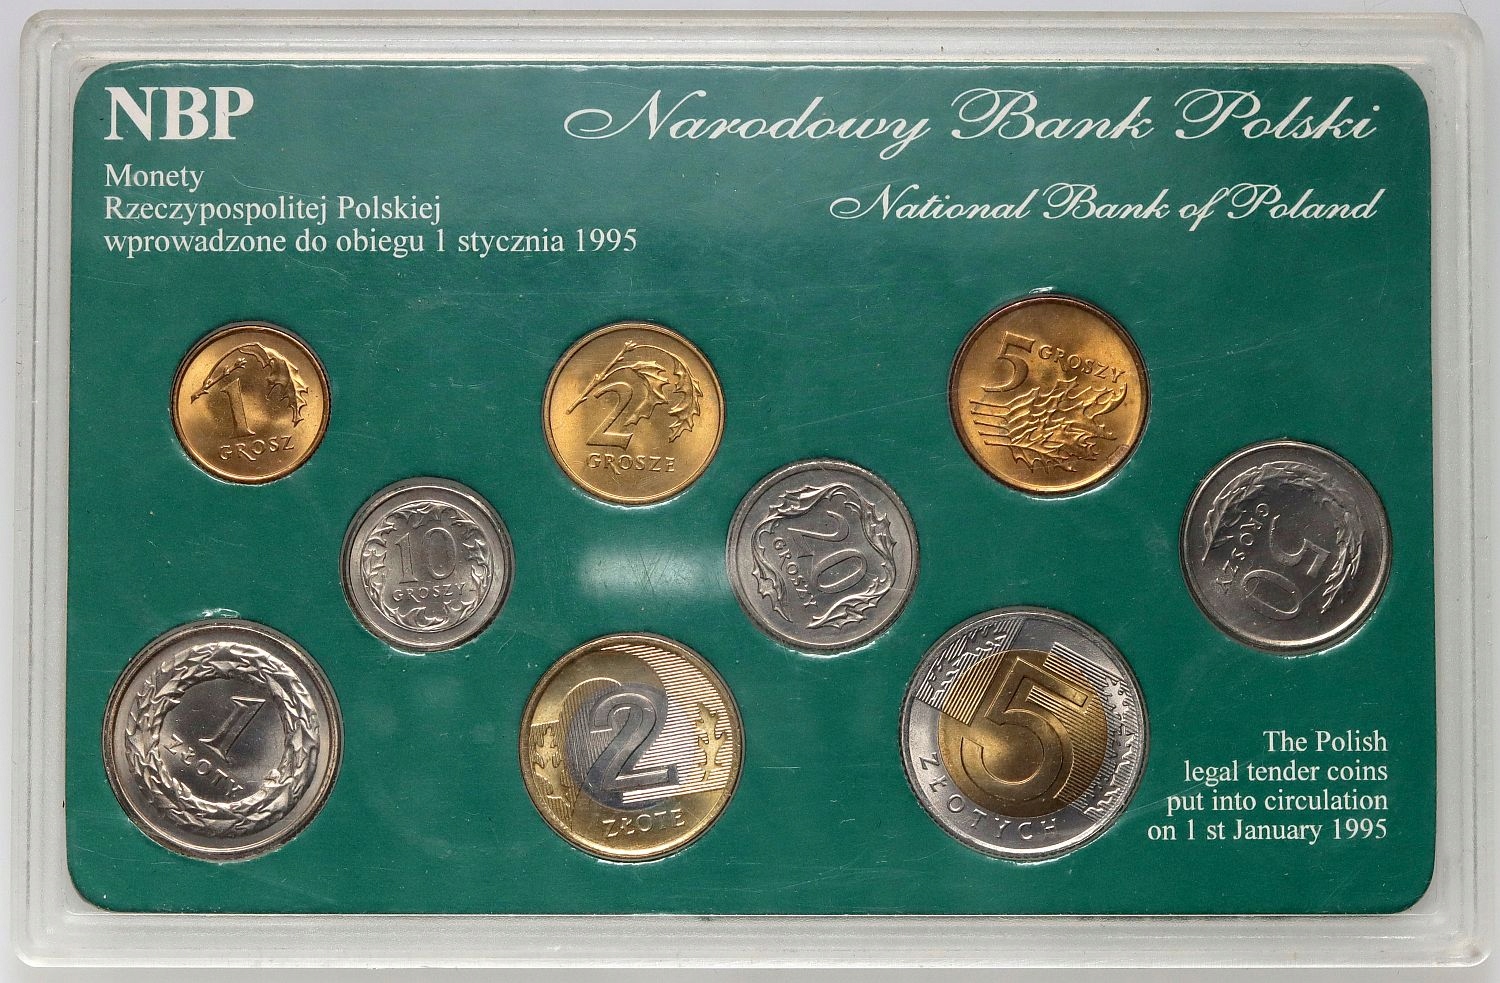 NBP
Narodowy Bank Polski
Monety
Rzeczypospolitej Polskiej
wprowadzone do obiegu 1 stycznia 1995
National Bank of Poland
1
GROSZ
2
GROSZE
5 GROSZY
10
GROSZY
20
GROSZY
50
GROSZY
1
ZŁOTY
2
ZŁOTE
5
ZŁOTYCH
The Polish
legal tender coins
put into circulation
on 1 st January 1995